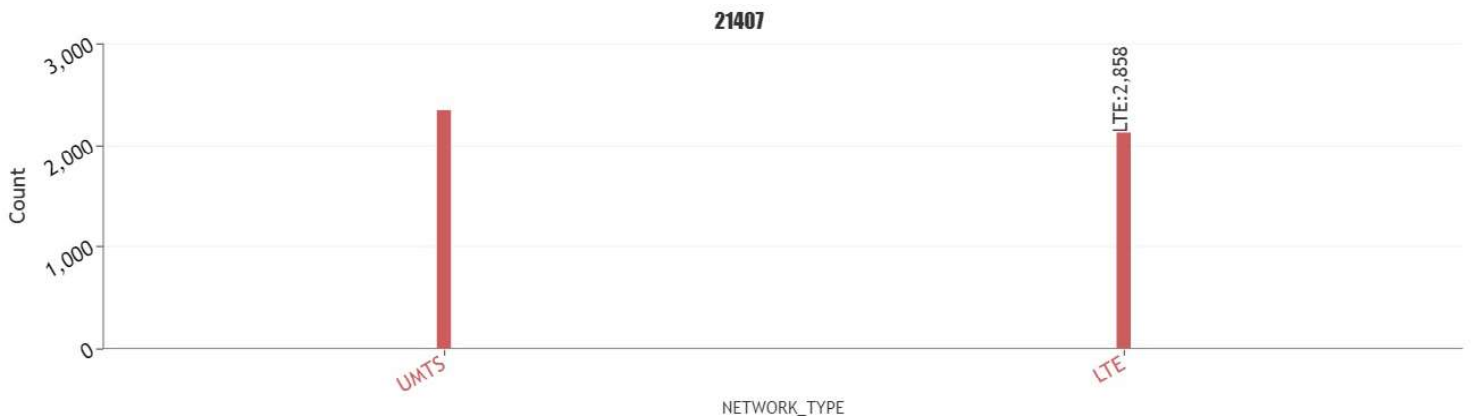 21407
Count
3,000
2,000
1,000
0
LTE:2,858
UMTS
LTE
NETWORK_TYPE